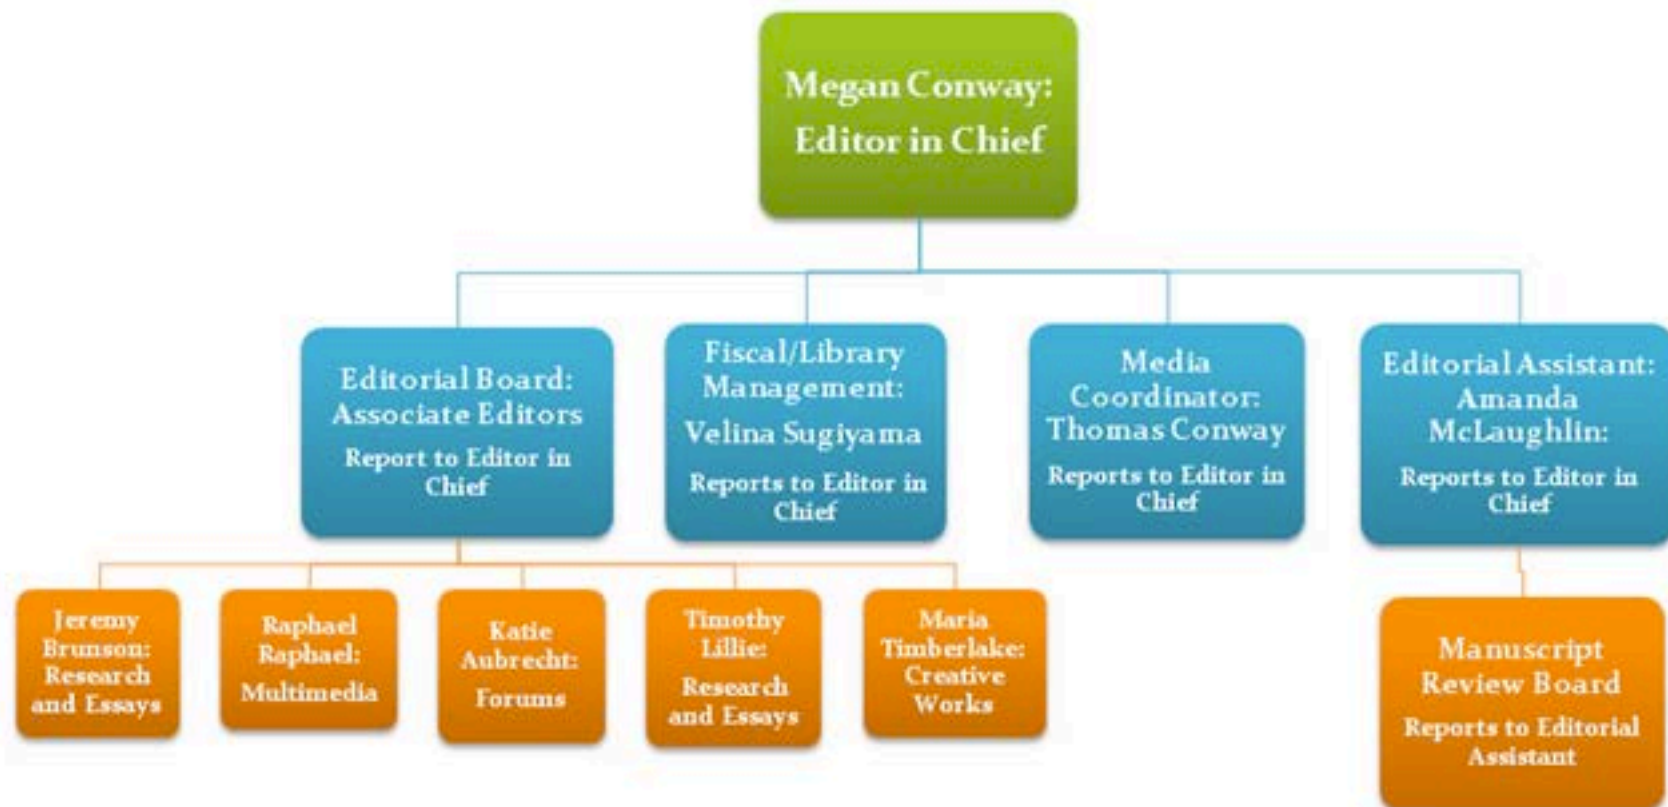 Megan Conway:
Editor in Chief
Editorial Board:
Associate Editors
Report to Editor in
Chief
Fiscal/Library
Management:
Velina Sugiyama
Reports to Editor in
Chief
Media
Coordinator:
Thomas Conway
Reports to Editor in
Chief
Editorial Assistant:
Amanda
McLaughlin:
Reports to Editor in
Chief
Jeremy
Brunson:
Research
and Essays
Raphael
Raphael:
Multimedia
Katie
Aubrecht:
Forums
Timothy
Lillie:
Research
and Essays
Maria
Timberlake:
Creative
Works
Manuscript
Review Board
Reports to Editorial
Assistant